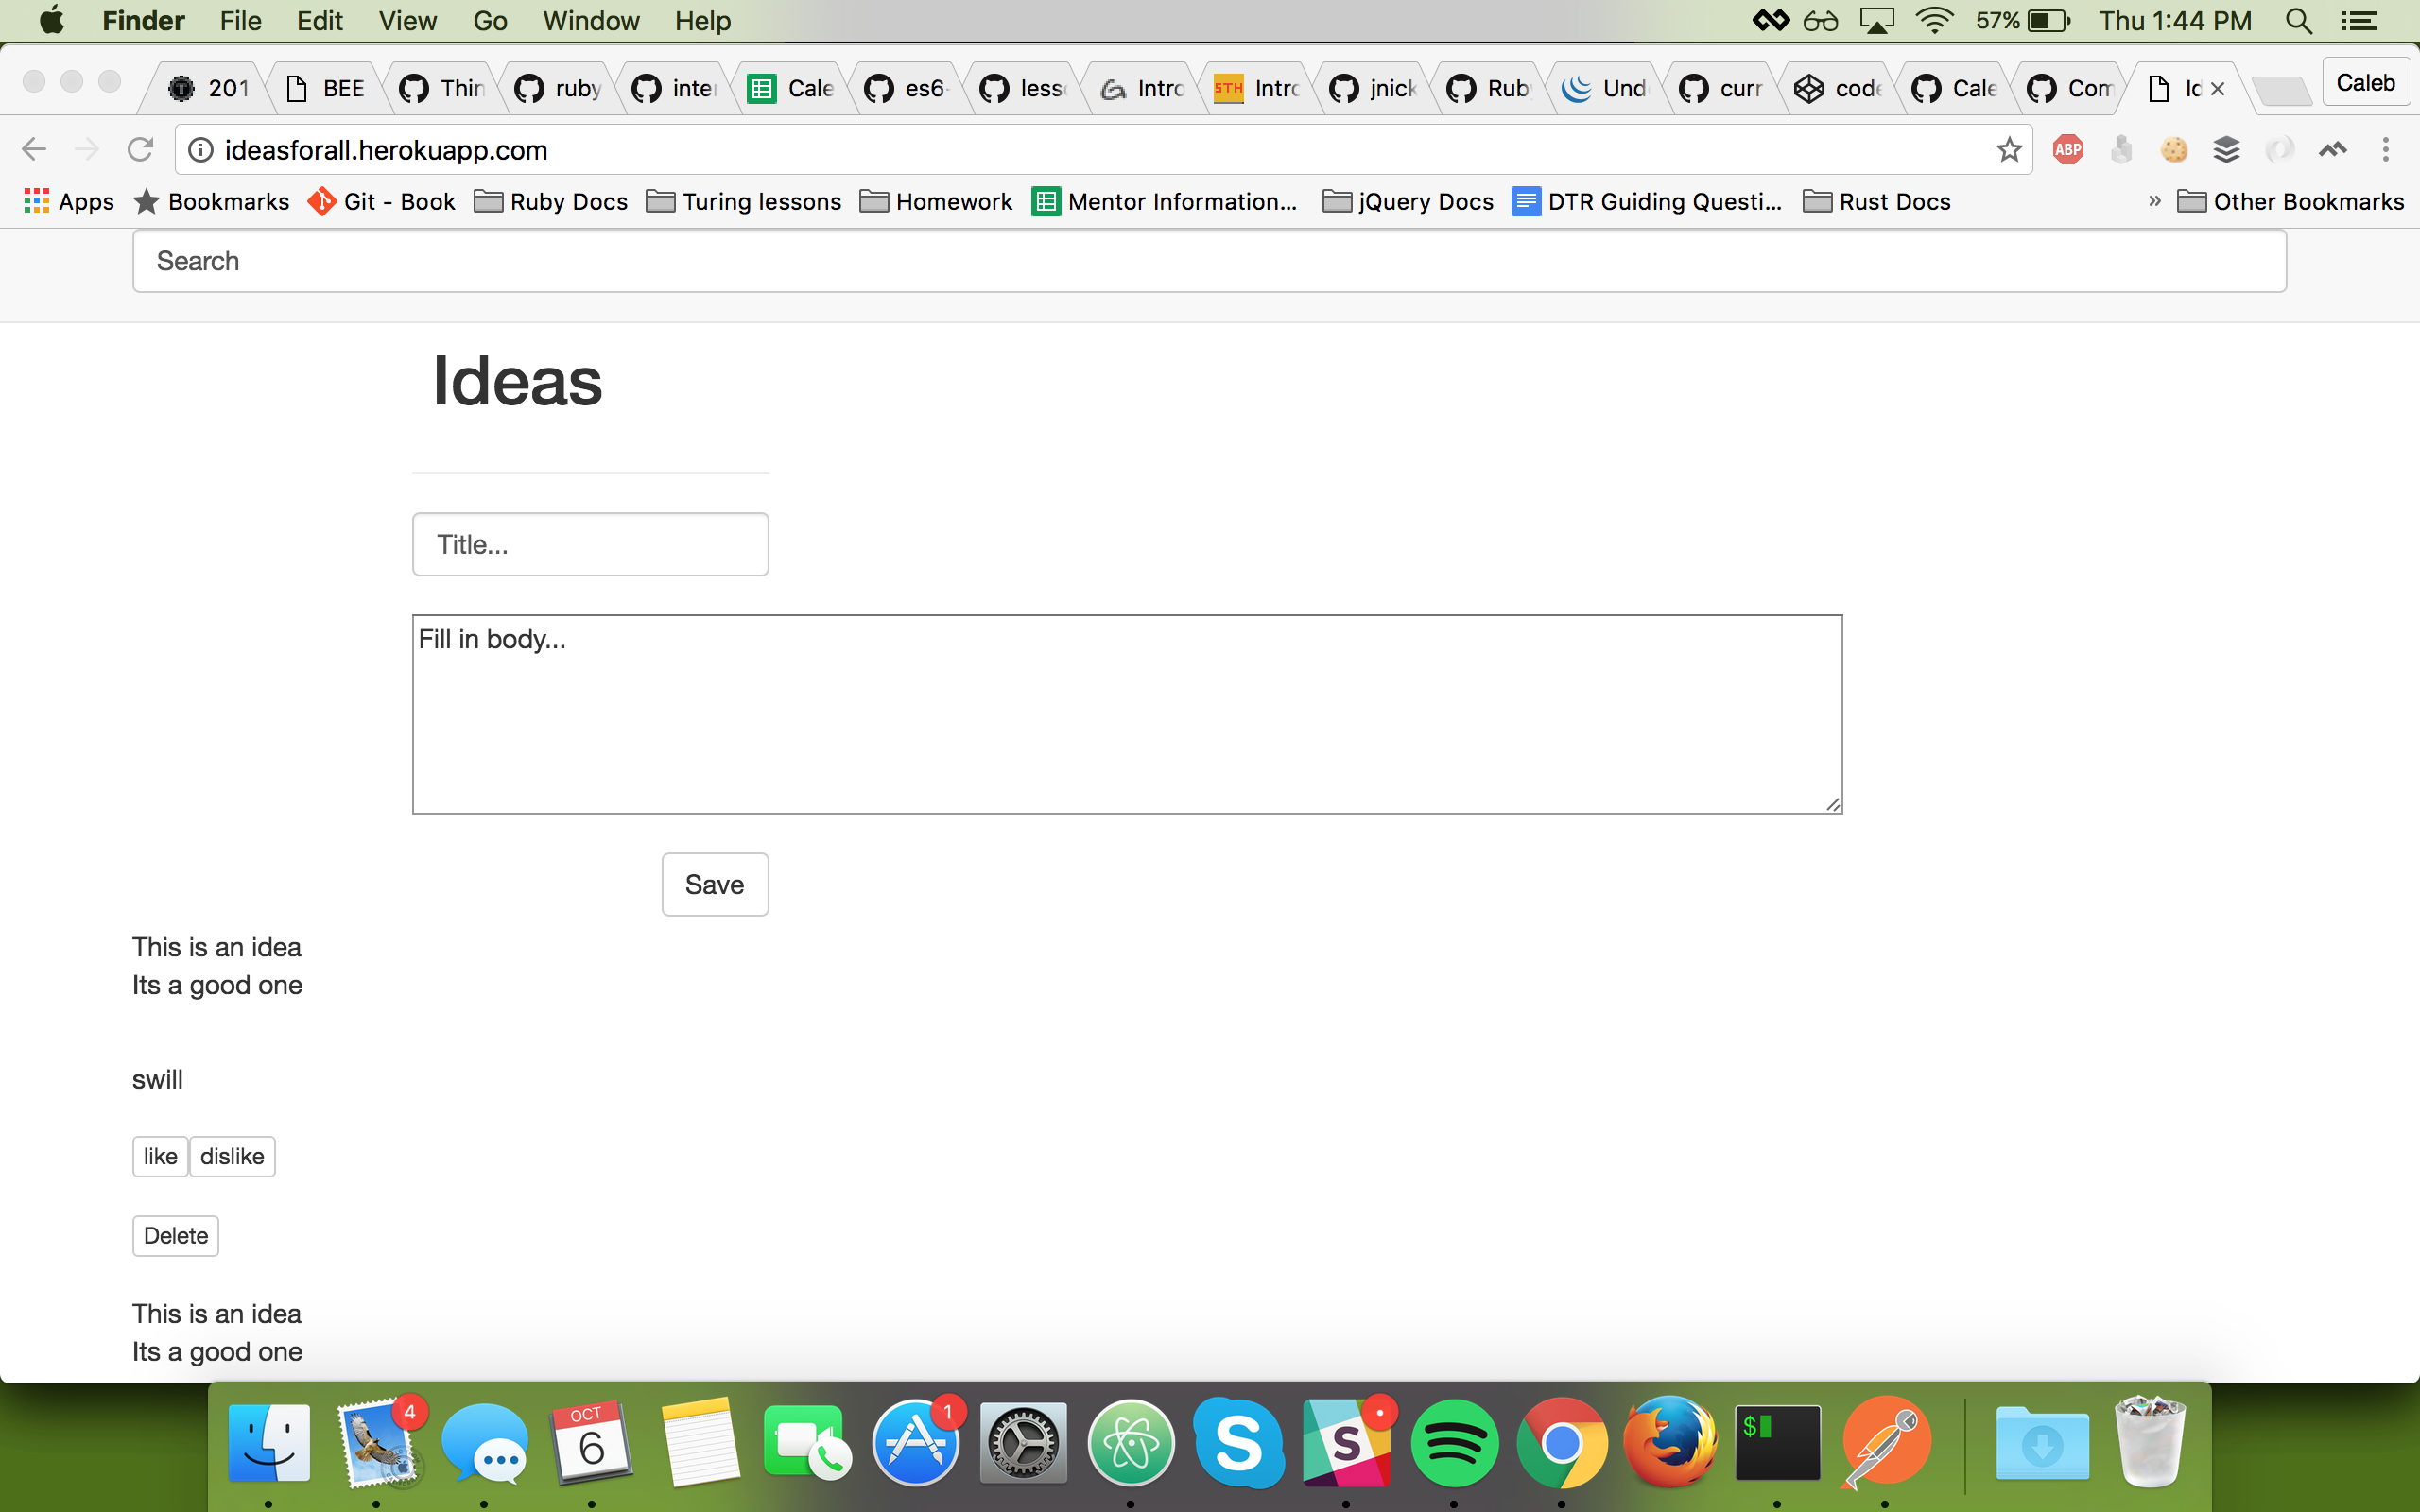 Finder File Edit View Go Window Help 57% Thu 1:44 PM
201 BEE Thin ruby inter Cale es6- less Intro STH Intro jnick Rub Und curr code Cale Com Id Caleb
ideasforall.herokuapp.com ABP
Apps Bookmarks Git - Book Ruby Docs Turing lessons Homework Mentor Information... jQuery Docs DTR Guiding Questi... Rust Docs » Other Bookmarks
Search
Ideas
Title...
Fill in body...
Save
This is an idea
Its a good one
swill
like dislike
Delete
This is an idea
Its a good one
4 OCT 6 1 S S $